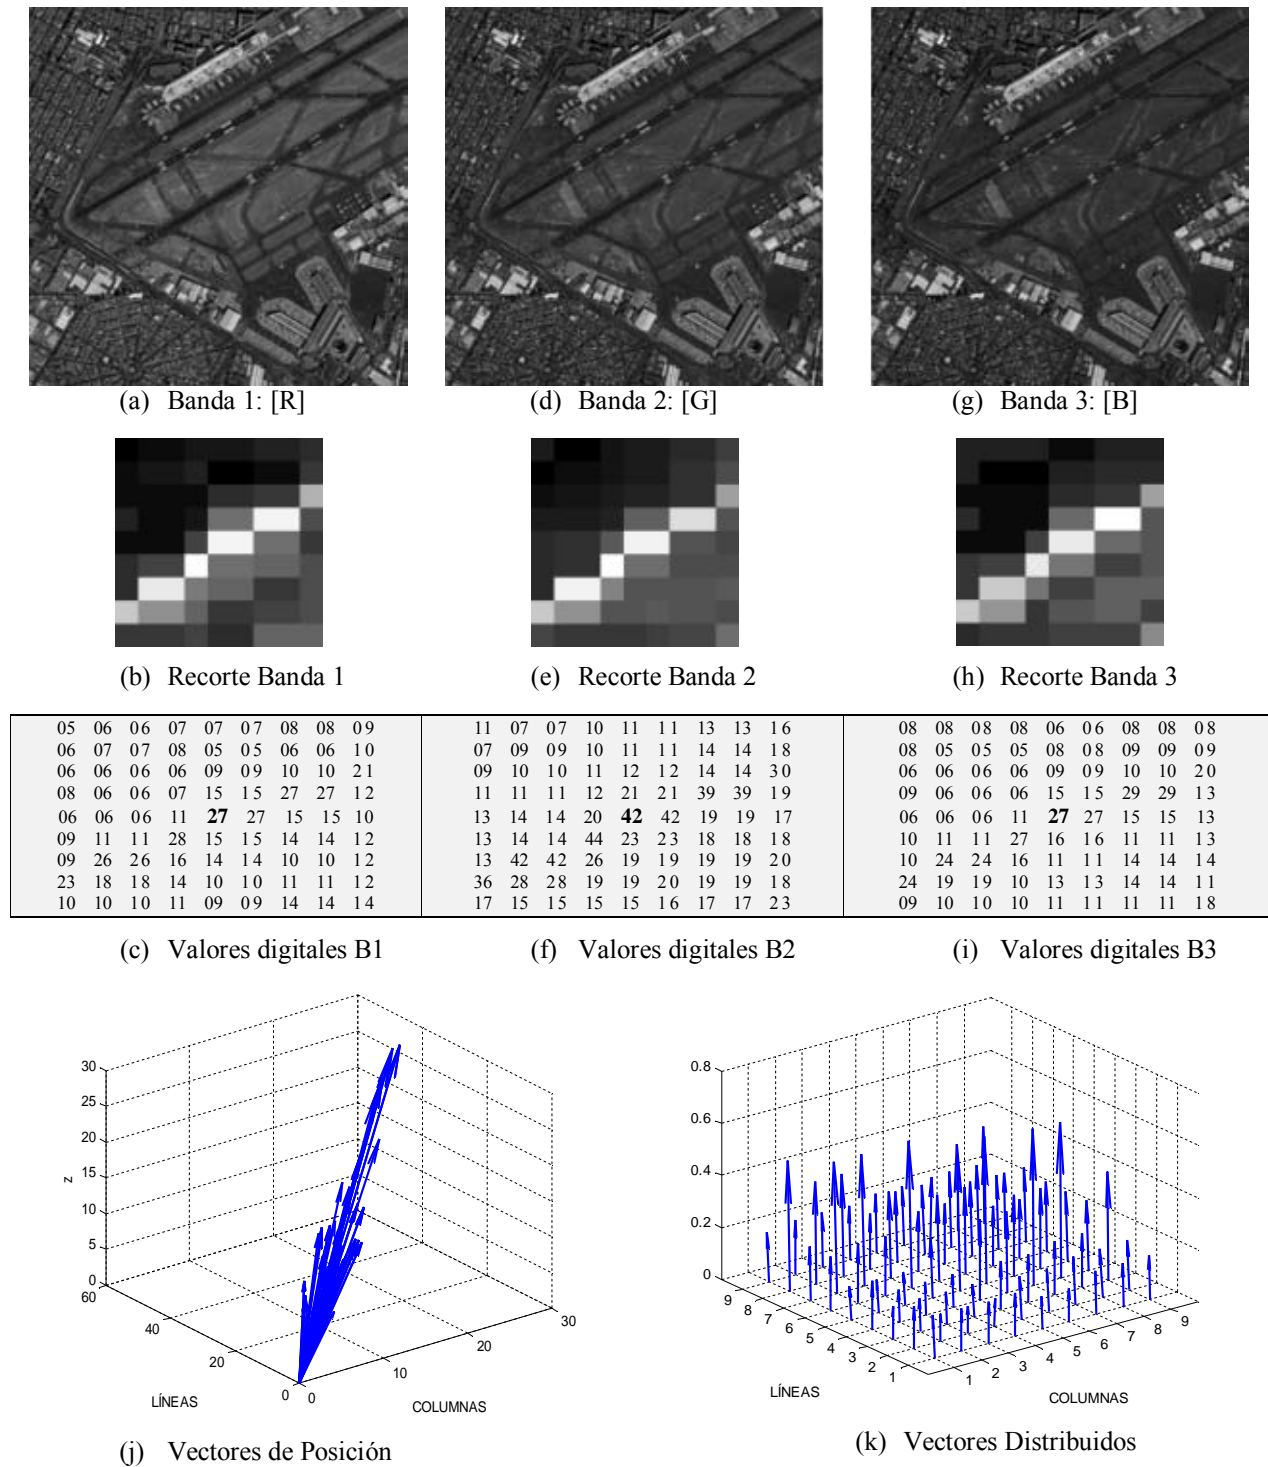 (a) Banda 1: [R]
(d) Banda 2: [G]
(g) Banda 3: [B]
(b) Recorte Banda 1
(e) Recorte Banda 2
(h) Recorte Banda 3
05 06 06 07 07 07 08 08 09
06 07 07 08 05 05 06 06 10
06 06 06 06 09 09 10 10 21
08 06 06 07 15 15 27 27 12
06 06 06 11 27 27 15 15 10
09 11 11 28 15 15 14 14 12
09 26 26 16 14 14 10 10 12
23 18 18 14 10 10 11 11 12
10 10 10 11 09 09 14 14 14
11 07 07 10 11 11 13 13 16
07 09 09 10 11 11 14 14 18
09 10 10 11 12 12 14 14 30
11 11 11 12 21 21 39 39 19
13 14 14 20 42 42 19 19 17
13 14 14 44 23 23 18 18 18
13 42 42 26 19 19 19 19 20
36 28 28 19 19 20 19 19 18
17 15 15 15 15 16 17 17 23
08 08 08 08 06 06 08 08 08
08 05 05 05 08 08 09 09 09
06 06 06 06 09 09 10 10 20
09 06 06 06 15 15 29 29 13
06 06 06 11 27 27 15 15 13
10 11 11 27 16 16 11 11 13
10 24 24 16 11 11 14 14 14
24 19 19 10 13 13 14 14 11
09 10 10 10 11 11 11 11 18
(c) Valores digitales B1
(f) Valores digitales B2
(i) Valores digitales B3
30
25
20
15
10
5
0
z
60
40
20
0
0
10
20
30
LÍNEAS
COLUMNAS
(j) Vectores de Posición
0.8
0.6
0.4
0.2
0
9
8
7
6
5
4
3
2
1
1
2
3
4
5
6
7
8
9
LÍNEAS
COLUMNAS
(k) Vectores Distribuidos